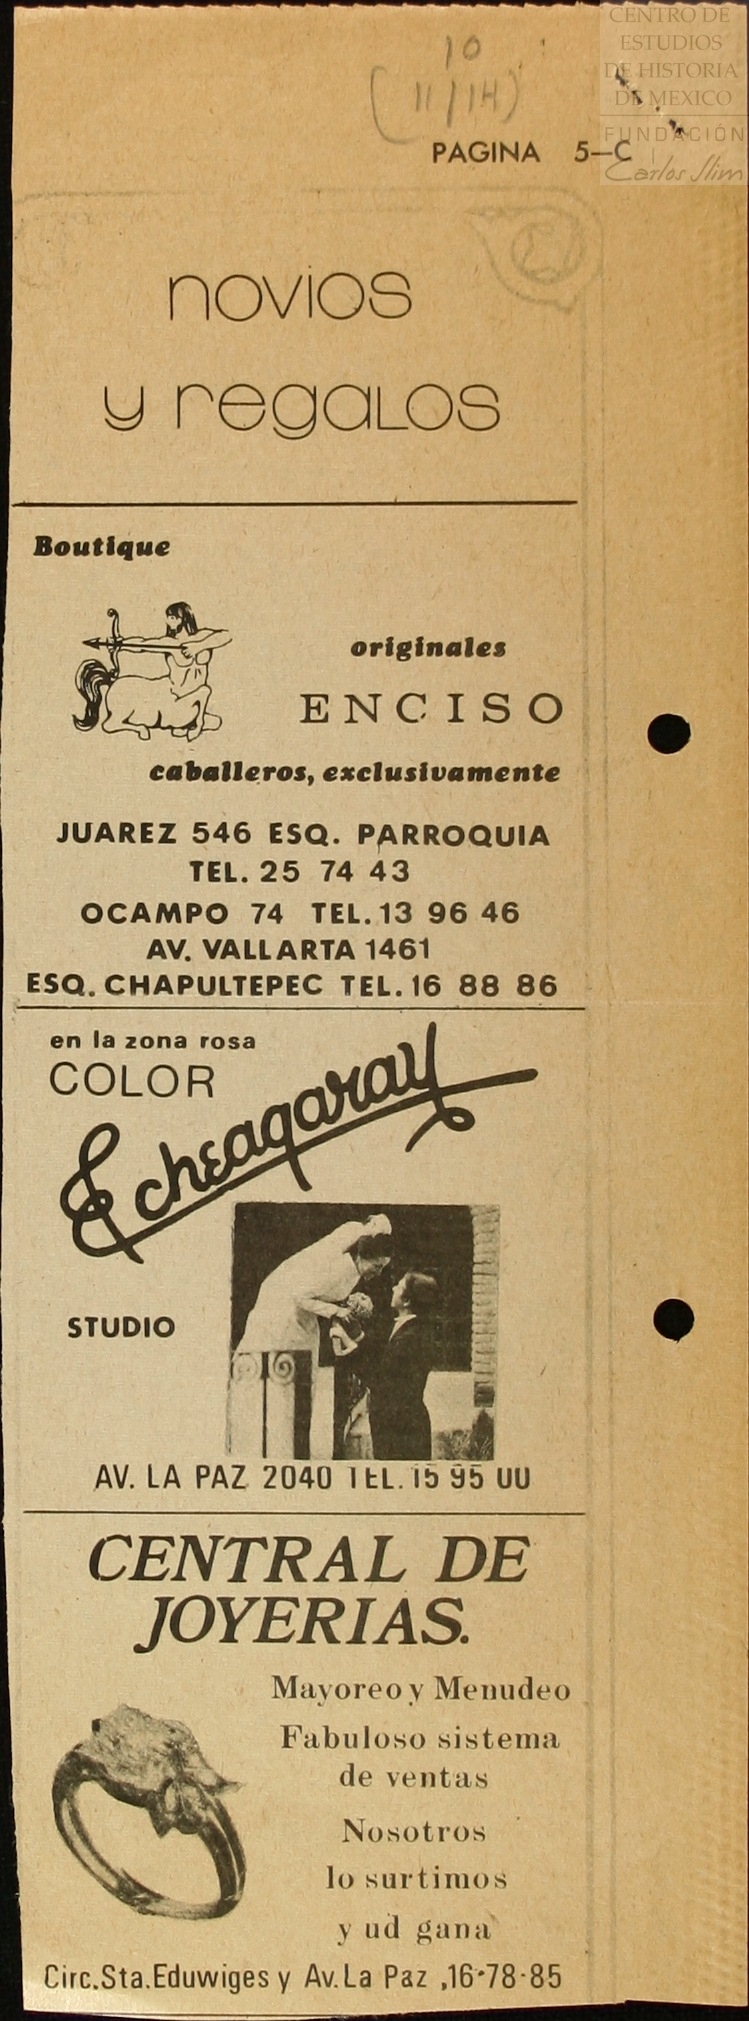 10
(11/14)
CENTRO DE
ESTUDIOS
DE HISTORIA
DE MEXICO
FUNDACIÓN
Carlos Slim
PAGINA 5-C
novios
y regalos
Boutique
originales
ENCISO
caballeros, exclusivamente
JUAREZ 546 ESQ. PARROQUIA
TEL. 25 74 43
OCAMPO 74 TEL. 13 96 46
AV. VALLARTA 1461
ESQ. CHAPULTEPEC TEL. 16 88 86
en la zona rosa
COLOR
Echeagaray
STUDIO
AV. LA PAZ 2040 TEL. 15 95 00
CENTRAL DE
JOYERIAS.
Mayoreo y Menudeo
Fabuloso sistema
de ventas
Nosotros
lo surtimos
y ud gana
Circ.Sta.Eduwiges y Av.La Paz ,16-78-85